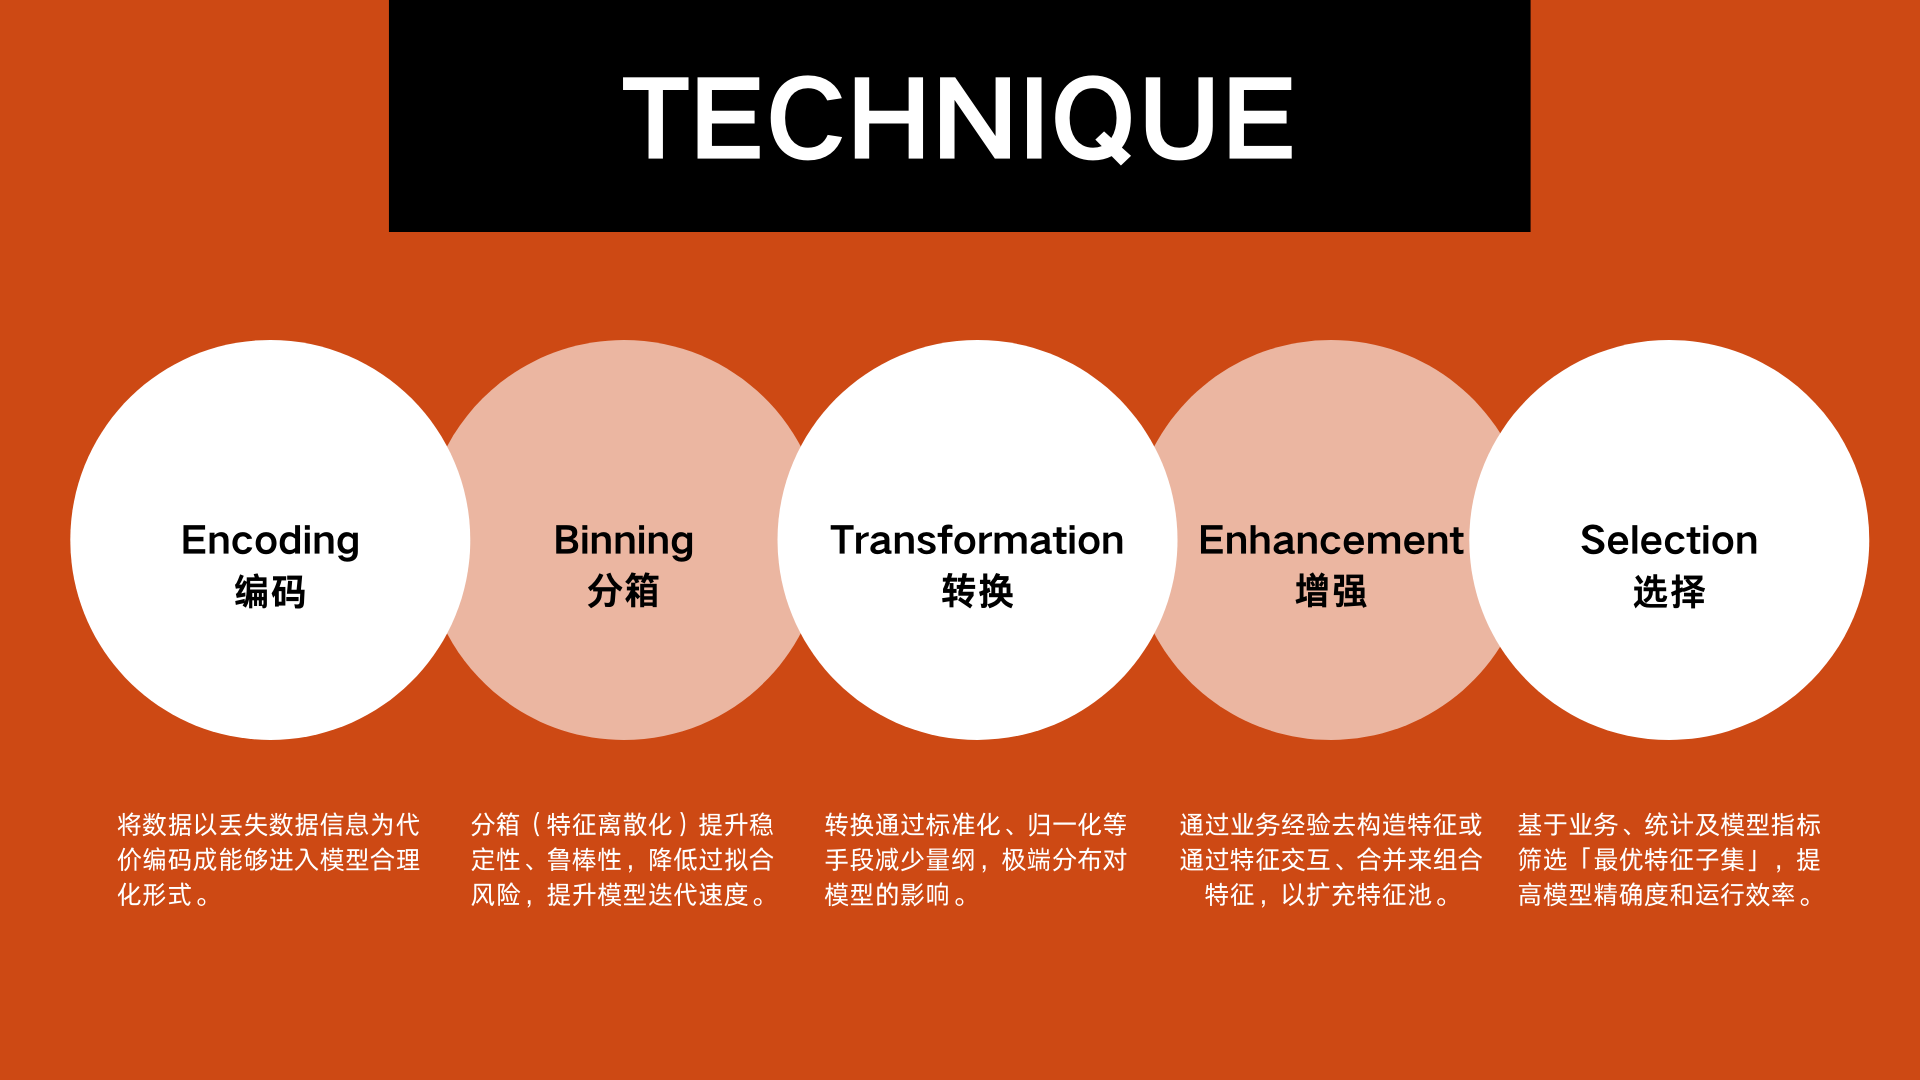 TECHNIQUE
Encoding
编码
Binning
分箱
Transformation
转换
Enhancement
增强
Selection
选择
将数据以丢失数据信息为代
价编码成能够进入模型合理
化形式。
分箱（特征离散化）提升稳
定性、鲁棒性，降低过拟合
风险，提升模型迭代速度。
转换通过标准化、归一化等
手段减少量纲，极端分布对
模型的影响。
通过业务经验去构造特征或
通过特征交互、合并来组合
特征，以扩充特征池。
基于业务、统计及模型指标
筛选「最优特征子集」，提
高模型精确度和运行效率。